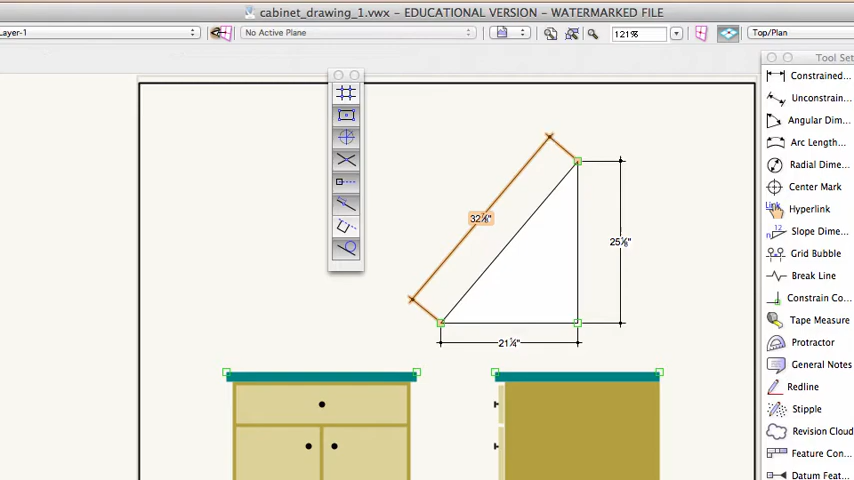 cabinet_drawing_1.vwx – EDUCATIONAL VERSION – WATERMARKED FILE
Layer-1
No Active Plane
121%
Top/Plan
Tool Set
Constrained...
Unconstrain...
Angular Dim...
Arc Length...
Radial Dime...
Center Mark
Link
Hyperlink
12
n
Slope Dime...
Grid Bubble
Break Line
Constrain Co...
Tape Measure
Protractor
General Notes
Redline
Stipple
Revision Cloud
Feature Con...
Datum Feat...